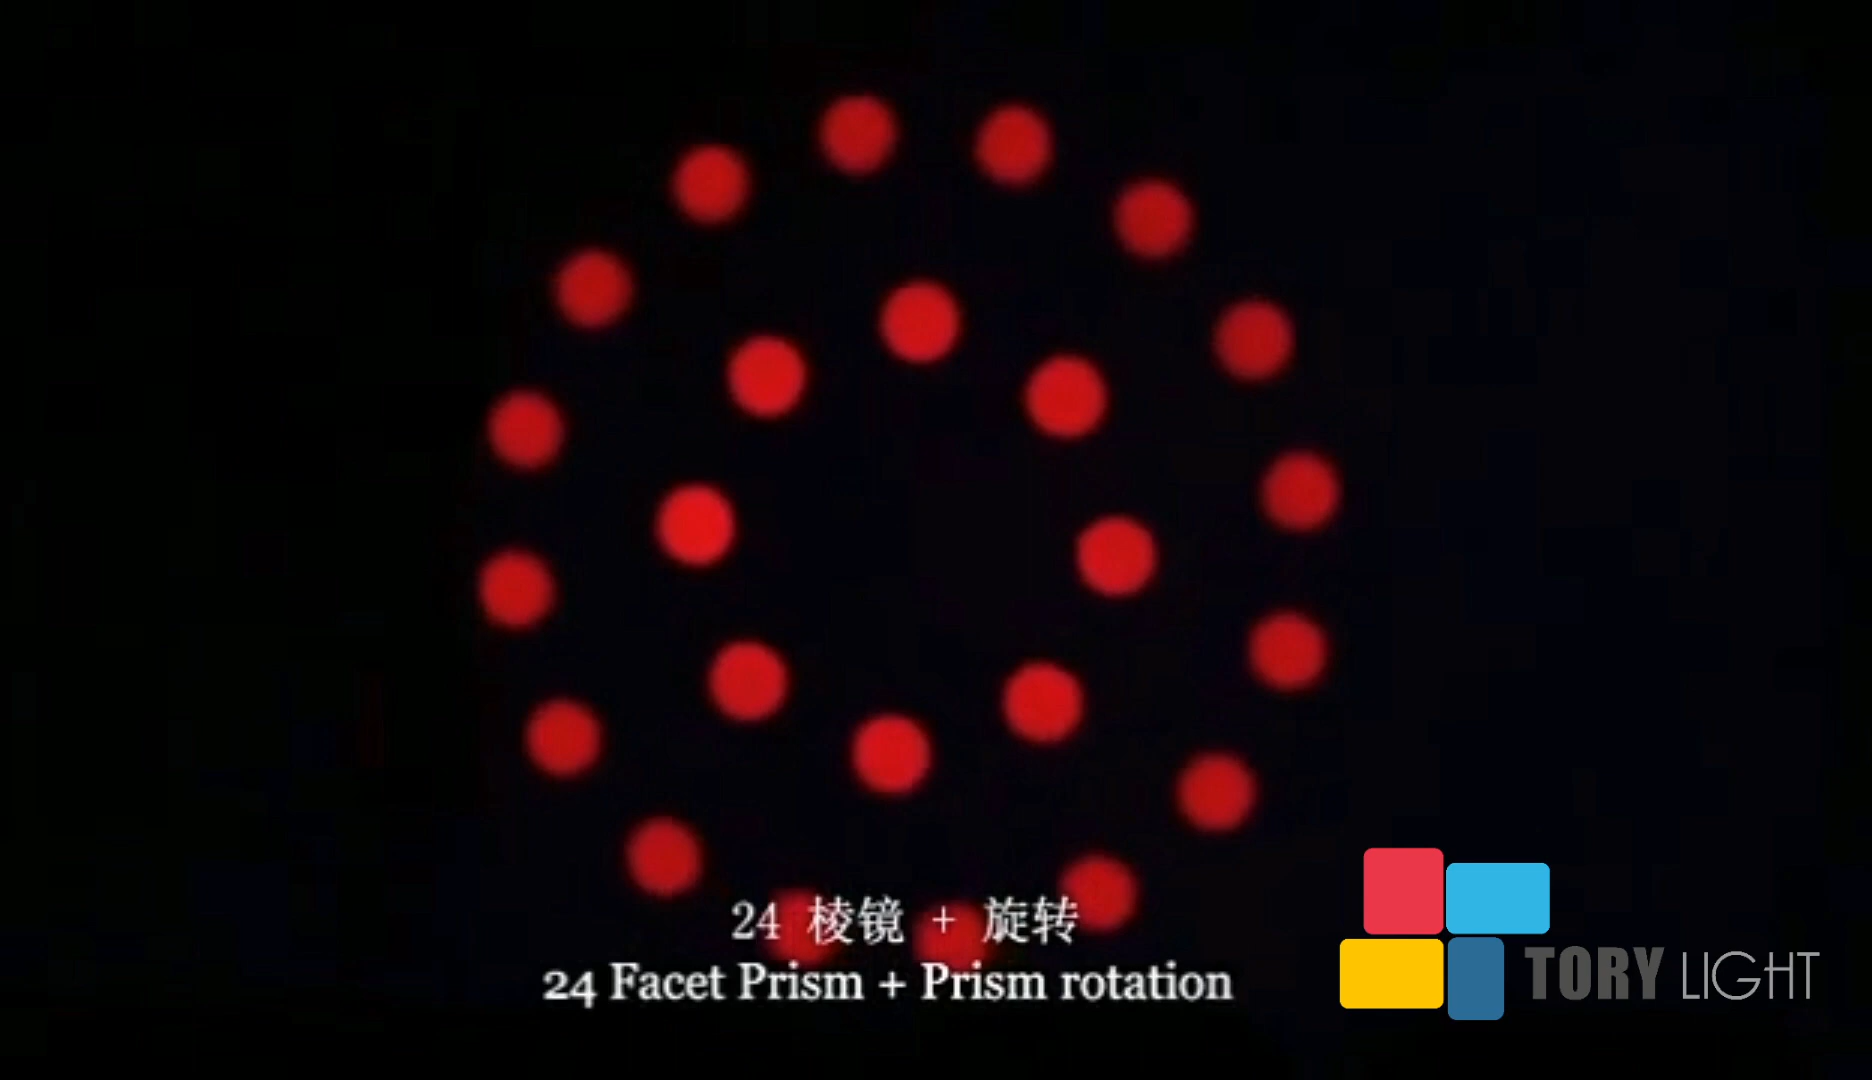 24 棱镜 + 旋转
24 Facet Prism + Prism rotation
TORY LIGHT